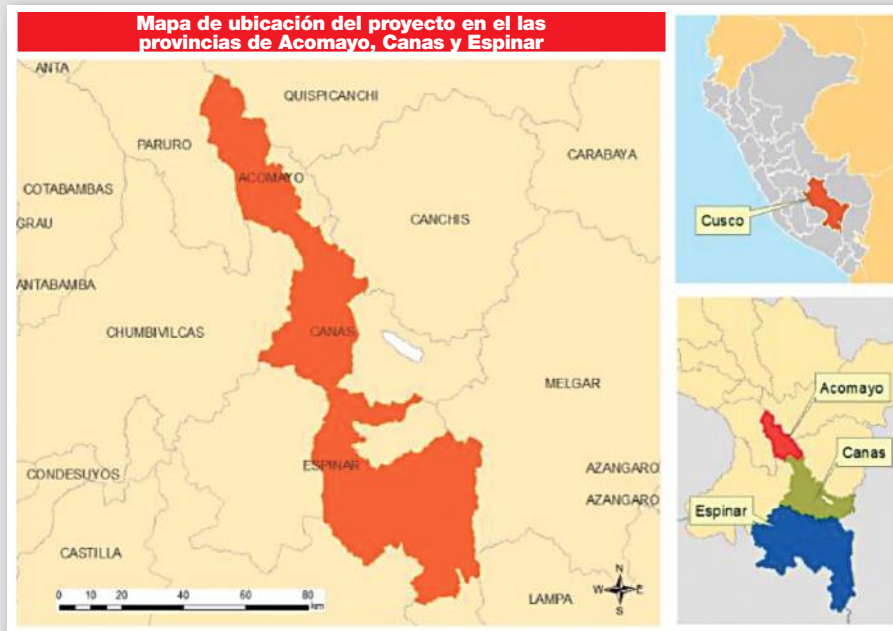 Mapa de ubicación del proyecto en el las
provincias de Acomayo, Canas y Espinar
ANTA
QUISPICANCHI
PARURO
CARABAYA
ACOMAYO
COTABAMBAS
CANCHIS
GRAU
ANTABAMBA
CHUMBIVILCAS
CANAS
MELGAR
ESPINAR
AZANGARO
CONDESUYOS
AZANGARO
CASTILLA
LAMPA
0 10 20 40 60 80
km
N
W E
S
Cusco
Acomayo
Canas
Espinar